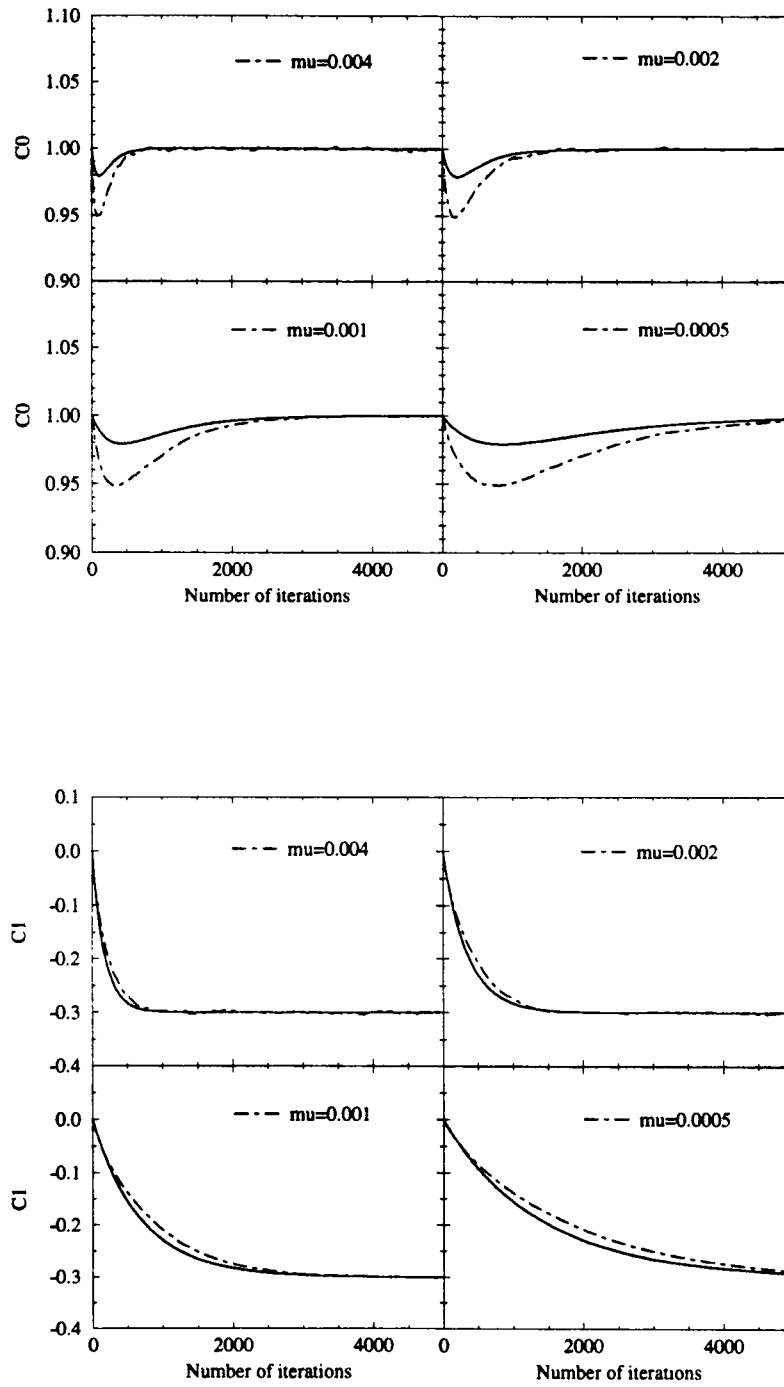 1.10
mu=0.004
mu=0.002
1.05
C0
1.00
0.95
0.90
mu=0.001
mu=0.0005
1.05
C0
1.00
0.95
0.90
0
2000
4000
0
2000
4000
Number of iterations
Number of iterations
0.1
mu=0.004
mu=0.002
0.0
-0.1
C1
-0.2
-0.3
-0.4
mu=0.001
mu=0.0005
0.0
-0.1
C1
-0.2
-0.3
-0.4
0
2000
4000
0
2000
4000
Number of iterations
Number of iterations